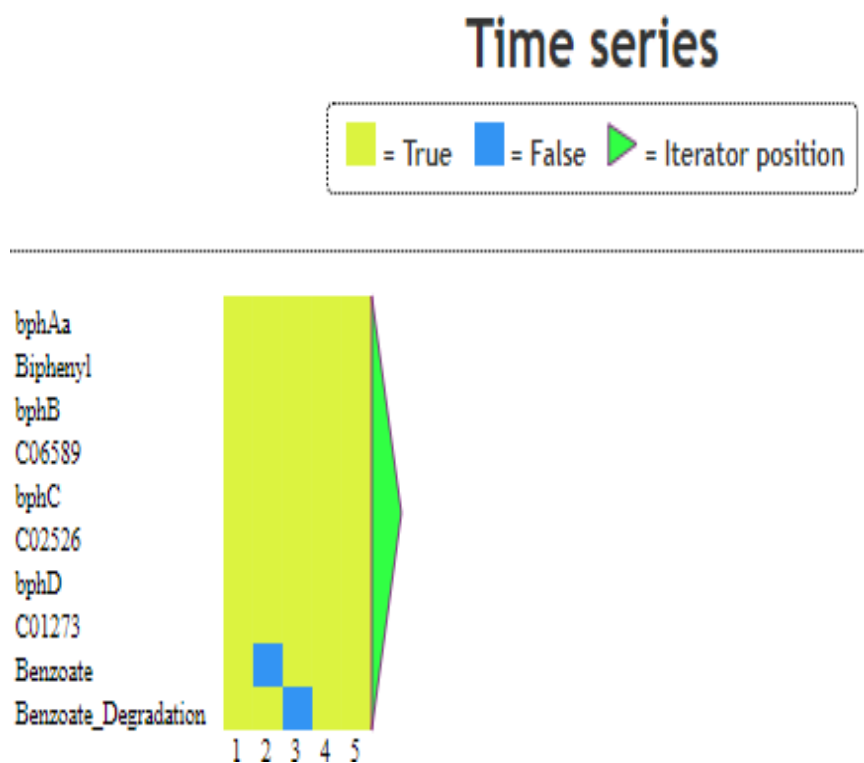 Time series
= True = False = Iterator position
bphAa
Biphenyl
bphB
C06589
bphC
C02526
bphD
C01273
Benzoate
Benzoate_Degradation
1 2 3 4 5